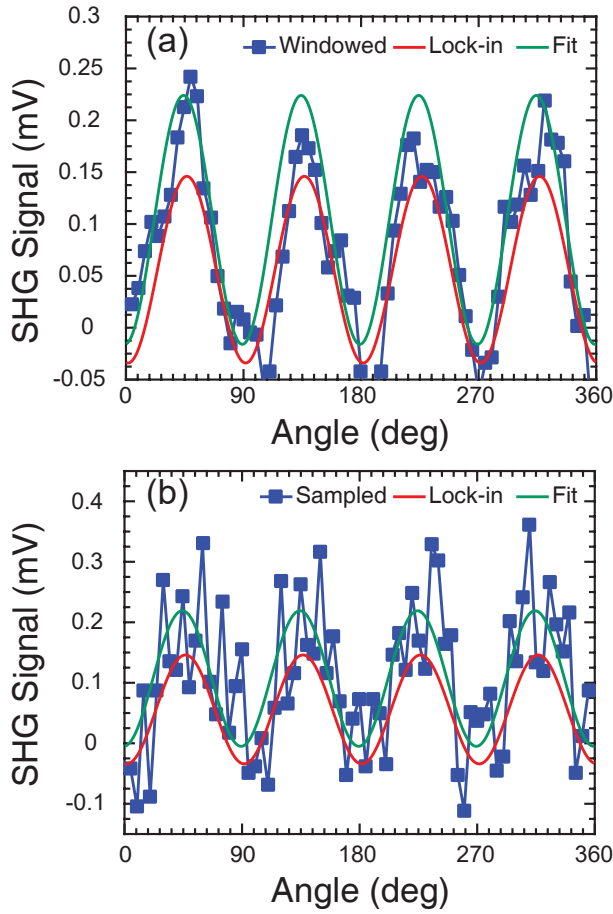 (a)
Windowed Lock-in Fit
SHG Signal (mV)
0.3
0.25
0.2
0.15
0.1
0.05
0
-0.05
0 90 180 270 360
Angle (deg)
(b)
Sampled Lock-in Fit
SHG Signal (mV)
0.4
0.3
0.2
0.1
0
-0.1
0 90 180 270 360
Angle (deg)